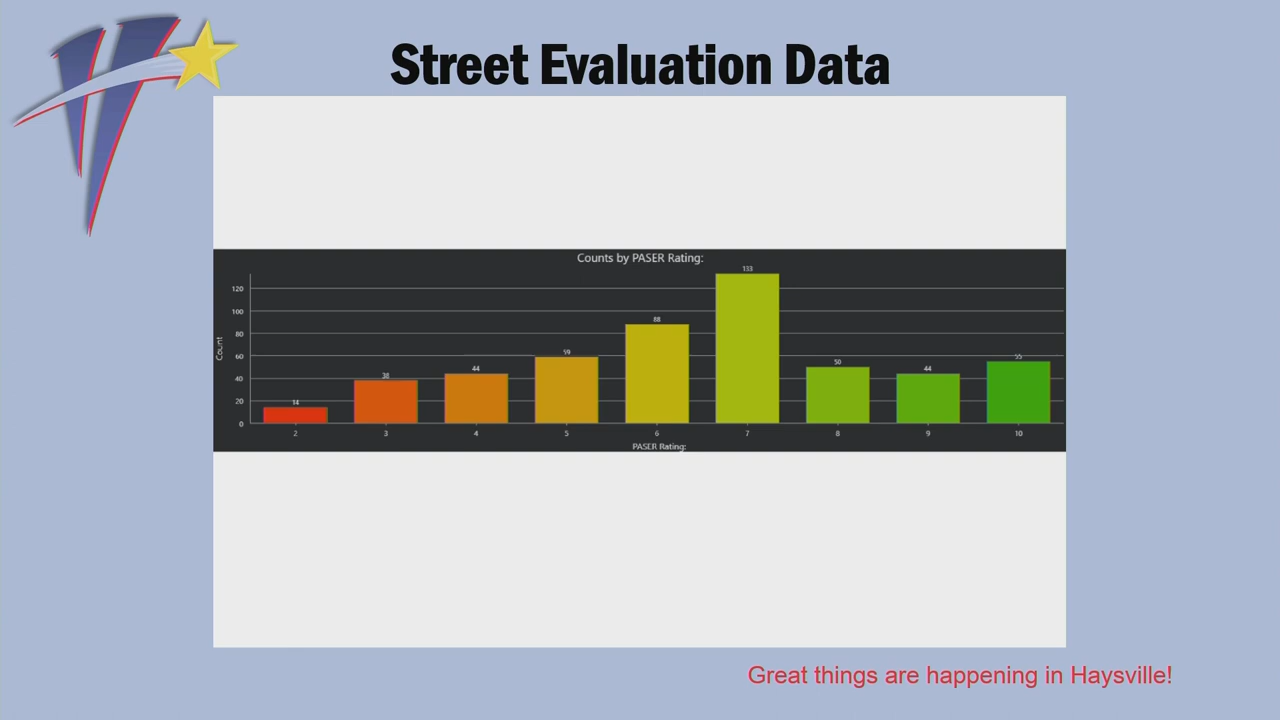 Street Evaluation Data
Counts by PASER Rating:
133
120
100
88
80
Count
59
60
55
50
44
44
38
40
20
14
0
2 3 4 5 6 7 8 9 10
PASER Rating:
Great things are happening in Haysville!